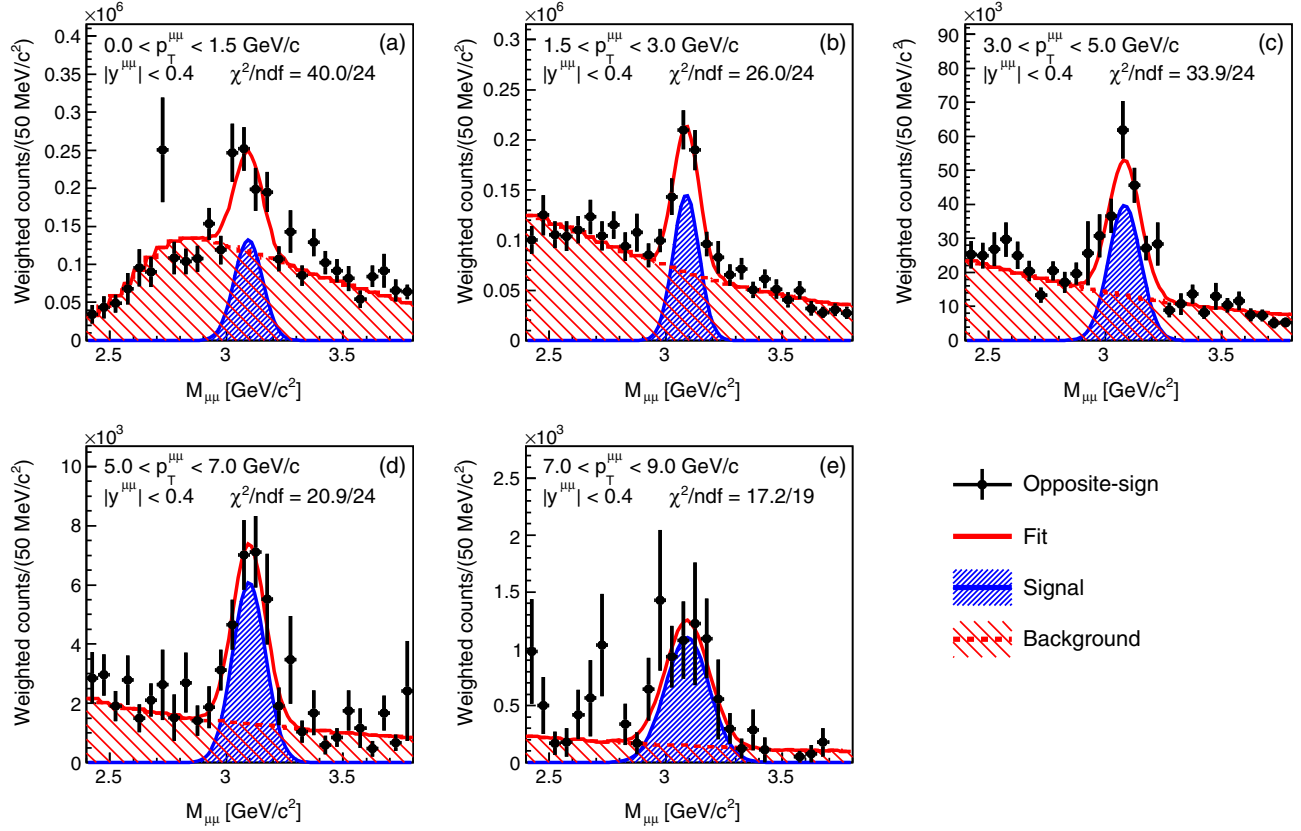 ×10⁶
0.0 < p_T^μμ < 1.5 GeV/c (a)
|y^μμ| < 0.4 χ²/ndf = 40.0/24
Weighted counts/(50 MeV/c²)
0.4
0.35
0.3
0.25
0.2
0.15
0.1
0.05
0
2.5 3 3.5
M_μμ [GeV/c²]
×10⁶
1.5 < p_T^μμ < 3.0 GeV/c (b)
|y^μμ| < 0.4 χ²/ndf = 26.0/24
Weighted counts/(50 MeV/c²)
0.3
0.25
0.2
0.15
0.1
0.05
0
2.5 3 3.5
M_μμ [GeV/c²]
×10³
3.0 < p_T^μμ < 5.0 GeV/c (c)
|y^μμ| < 0.4 χ²/ndf = 33.9/24
Weighted counts/(50 MeV/c²)
90
80
70
60
50
40
30
20
10
0
2.5 3 3.5
M_μμ [GeV/c²]
×10³
5.0 < p_T^μμ < 7.0 GeV/c (d)
|y^μμ| < 0.4 χ²/ndf = 20.9/24
Weighted counts/(50 MeV/c²)
10
8
6
4
2
0
2.5 3 3.5
M_μμ [GeV/c²]
×10³
7.0 < p_T^μμ < 9.0 GeV/c (e)
|y^μμ| < 0.4 χ²/ndf = 17.2/19
Weighted counts/(50 MeV/c²)
2.5
2
1.5
1
0.5
0
2.5 3 3.5
M_μμ [GeV/c²]
Opposite-sign
Fit
Signal
Background